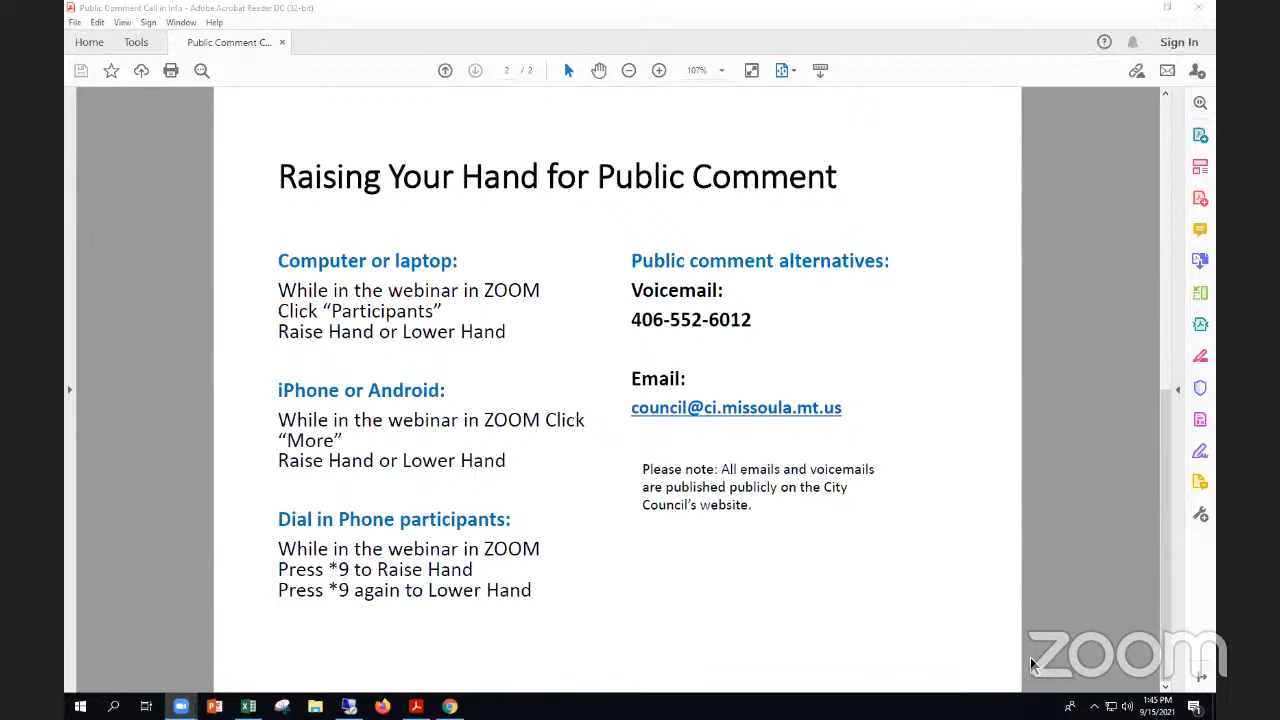 Public Comment Call in Info - Adobe Acrobat Reader DC (32-bit)
File Edit View Sign Window Help
Home Tools Public Comment C... × Sign In
2 / 2 107%
Raising Your Hand for Public Comment
Computer or laptop:
While in the webinar in ZOOM
Click “Participants”
Raise Hand or Lower Hand
iPhone or Android:
While in the webinar in ZOOM Click
“More”
Raise Hand or Lower Hand
Dial in Phone participants:
While in the webinar in ZOOM
Press *9 to Raise Hand
Press *9 again to Lower Hand
Public comment alternatives:
Voicemail:
406-552-6012
Email:
council@ci.missoula.mt.us
Please note: All emails and voicemails
are published publicly on the City
Council’s website.
zoom
1:45 PM
9/15/2021